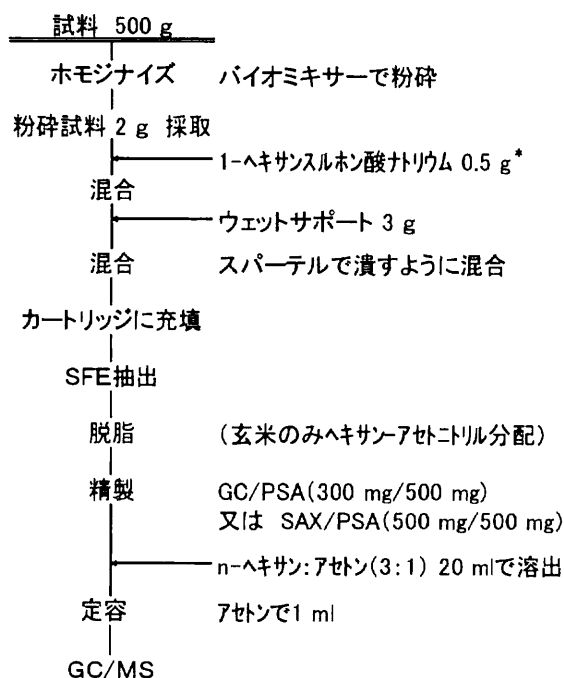 試料 500 g
ホモジナイズ バイオミキサーで粉砕
粉砕試料 2 g 採取
1-ヘキサンスルホン酸ナトリウム 0.5 g*
混合
ウェットサポート 3 g
混合 スパーテルで潰すように混合
カートリッジに充填
SFE抽出
脱脂 (玄米のみヘキサン-アセトニトリル分配)
精製 GC/PSA(300 mg/500 mg)
又は SAX/PSA(500 mg/500 mg)
n-ヘキサン:アセトン(3:1) 20 mlで溶出
定容 アセトンで1 ml
GC/MS